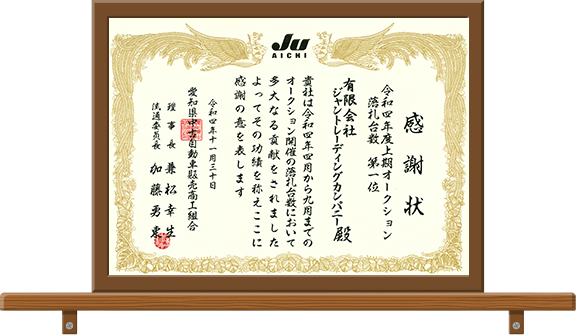 Ju
AICHI
感謝状
令和四年度上期オークション
落札台数 第一位
有限会社
ジャレートレーディングカンパニー殿
貴社は令和四年四月から九月までの
オークション開催の落札台数において
多大なる貢献をされました
よってその功績を称えここに
感謝の意を表します
令和四年十一月三十日
愛知県中古自動車販売商工組合
理事長 兼松幸生
流通委員長 加藤勇